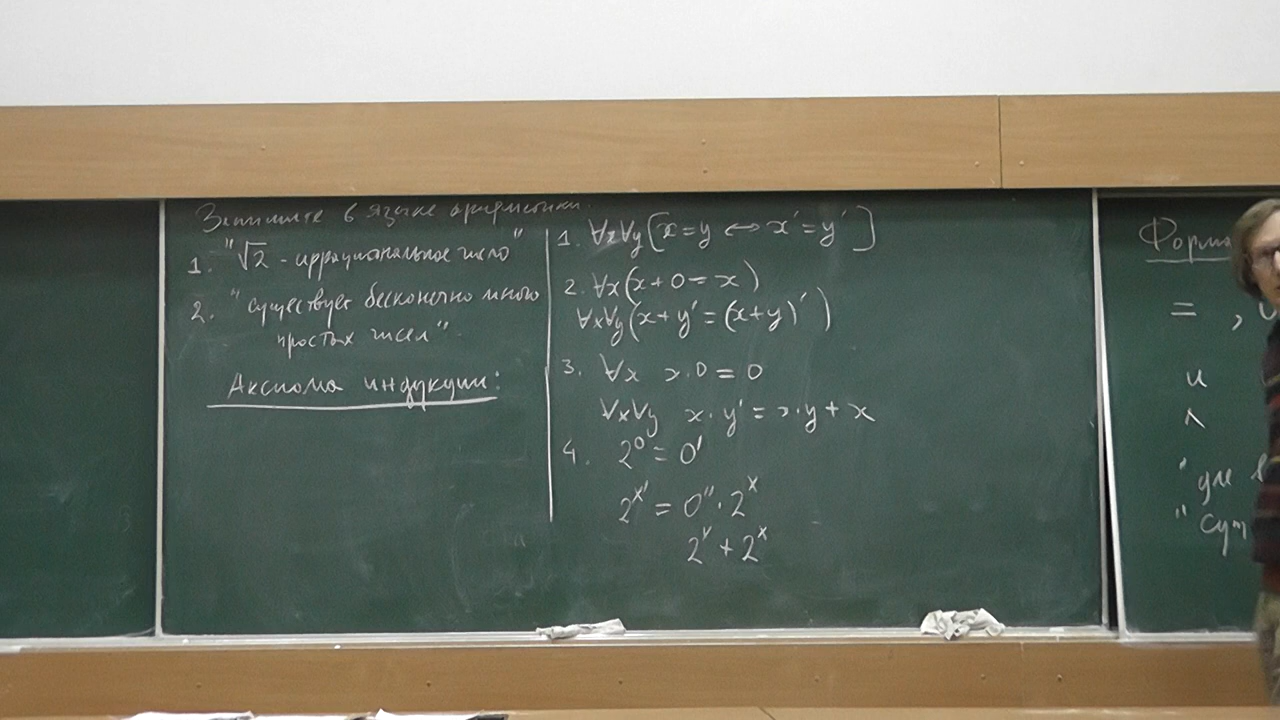 Запишите в языке арифметики.
1. "√2 - иррациональное число"
2. "существует бесконечно много
простых чисел".
Аксиома индукции:
1. ∀x∀y[x=y ↔ x'=y']
2. ∀x(x+0=x)
∀x∀y(x+y'=(x+y)')
3. ∀x x·0=0
∀x∀y x·y'=x·y+x
4. 2⁰=0'
2^x'=0''·2^x
2^x+2^x
Форма
= ,
и
∧
"для
"сущ